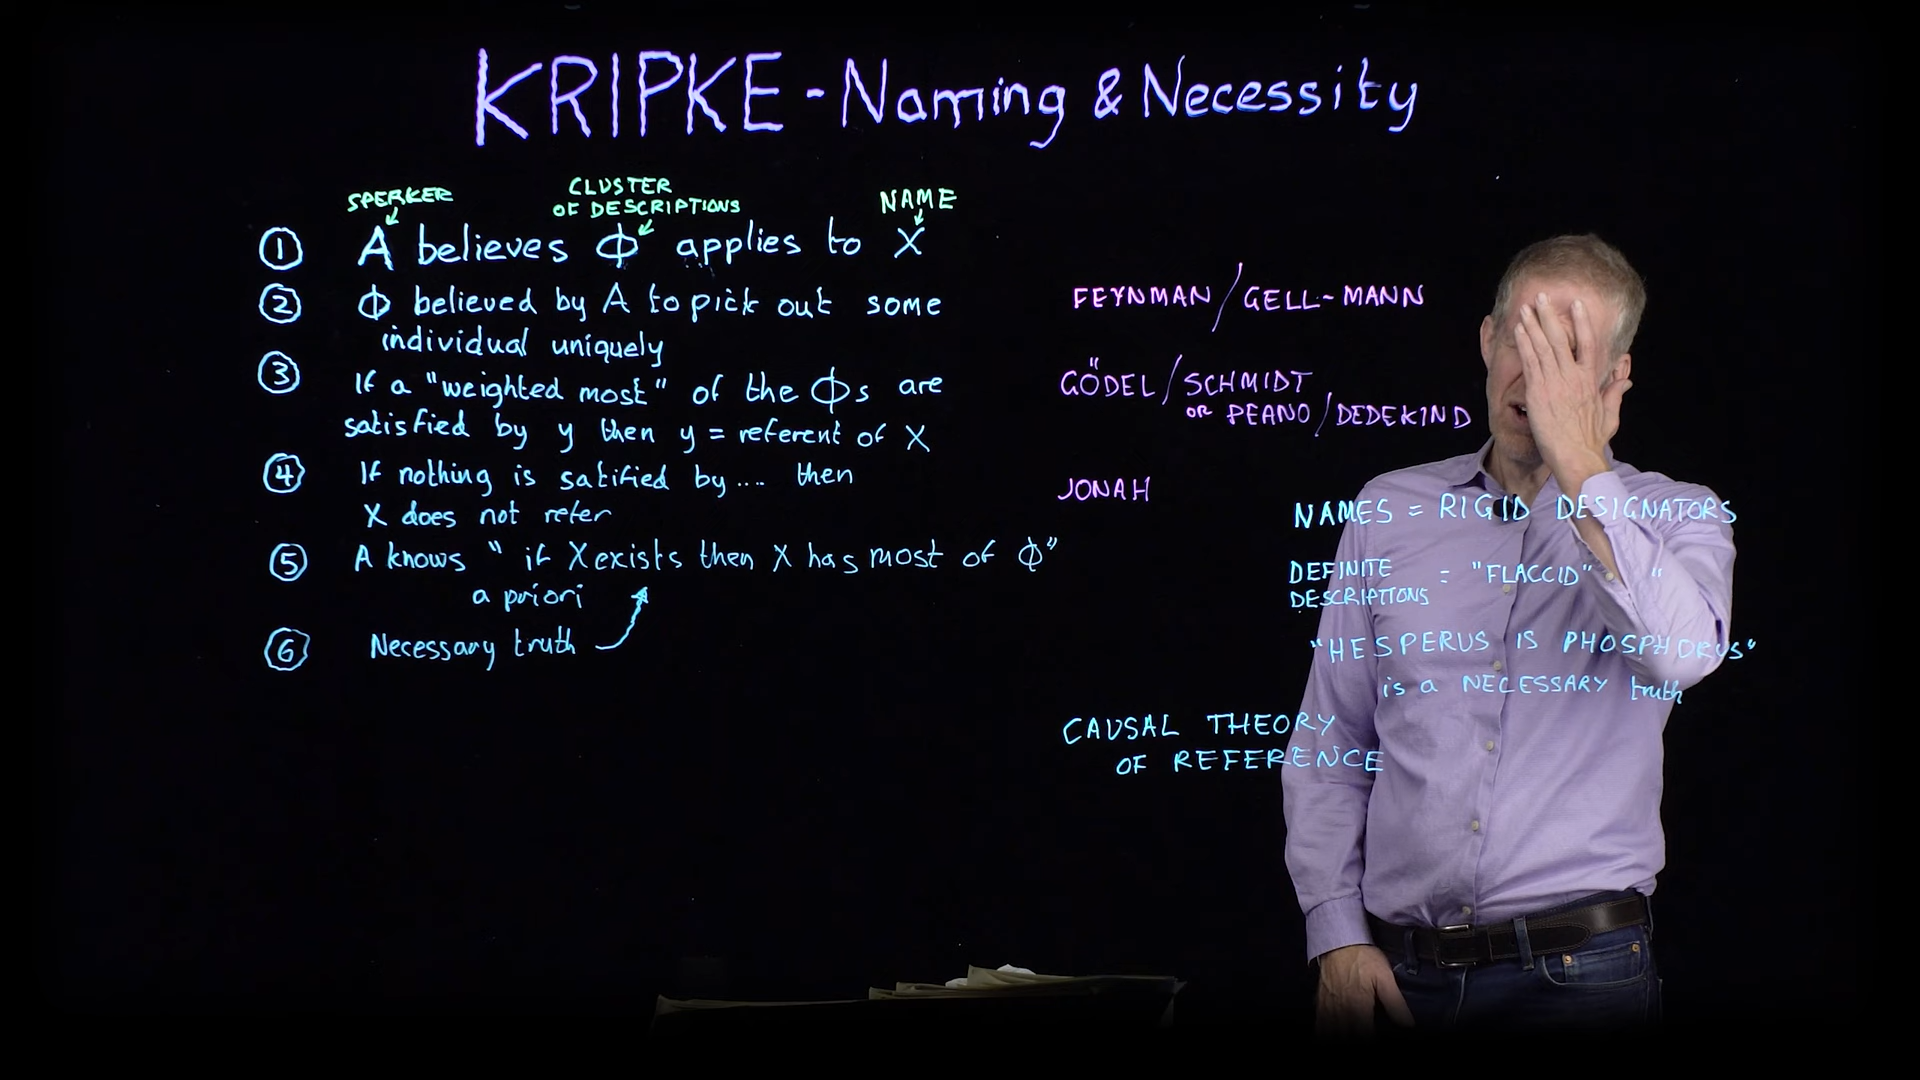 KRIPKE - Naming & Necessity
SPEAKER
CLUSTER
OF DESCRIPTIONS
NAME
① A believes Φ applies to X
② Φ believed by A to pick out some
individual uniquely
③ If a "weighted most" of the Φs are
satisfied by y then y = referent of X
④ If nothing is satified by .... then
X does not refer
⑤ A knows " if X exists then X has most of Φ"
a priori
⑥ Necessary truth
FEYNMAN / GELL-MANN
GÖDEL / SCHMIDT
OR PEANO / DEDEKIND
JONAH
NAMES = RIGID DESIGNATORS
DEFINITE
DESCRIPTIONS = "FLACCID" "
"HESPERUS IS PHOSPHORUS"
is a NECESSARY truth
CAUSAL THEORY
OF REFERENCE